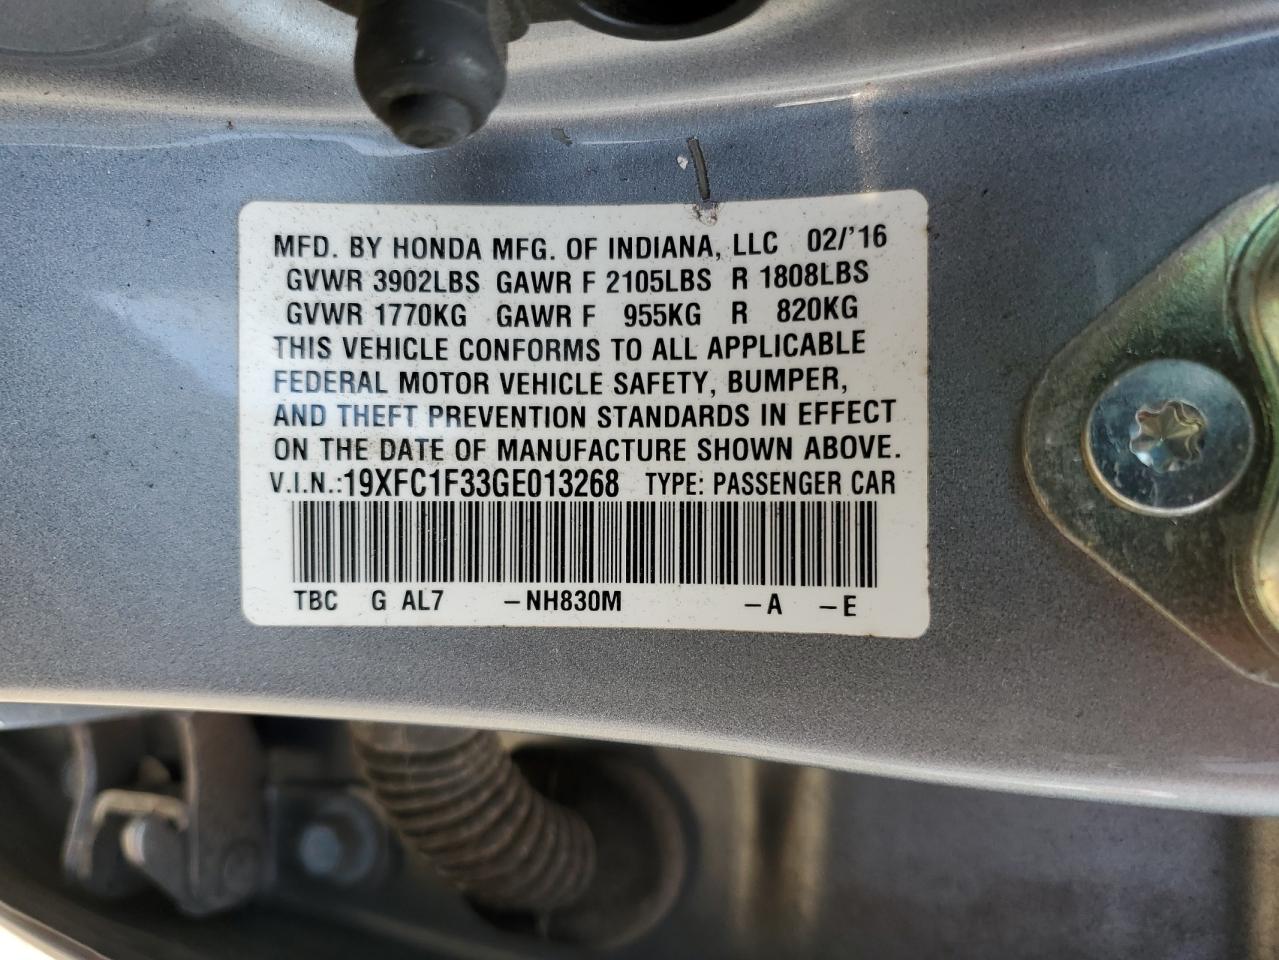 MFD. BY HONDA MFG. OF INDIANA, LLC 02/'16
GVWR 3902LBS GAWR F 2105LBS R 1808LBS
GVWR 1770KG GAWR F 955KG R 820KG
THIS VEHICLE CONFORMS TO ALL APPLICABLE
FEDERAL MOTOR VEHICLE SAFETY, BUMPER,
AND THEFT PREVENTION STANDARDS IN EFFECT
ON THE DATE OF MANUFACTURE SHOWN ABOVE.
V.I.N.:19XFC1F33GE013268 TYPE: PASSENGER CAR
TBC G AL7 –NH830M –A –E